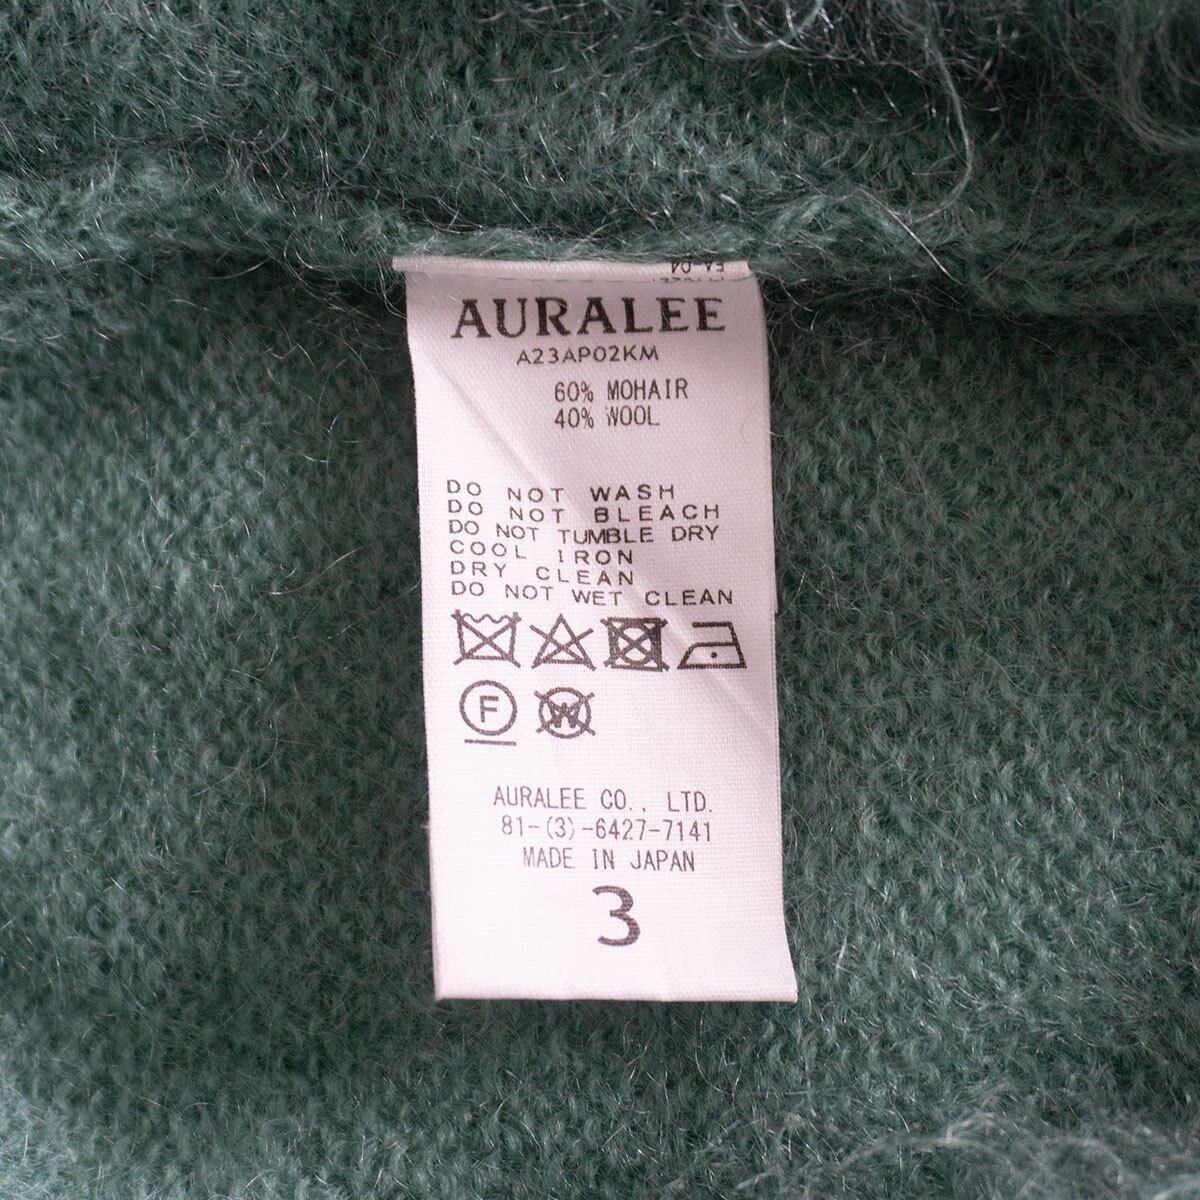 AURALEE
A23AP02KM
60% MOHAIR
40% WOOL
DO NOT WASH
DO NOT BLEACH
DO NOT TUMBLE DRY
COOL IRON
DRY CLEAN
DO NOT WET CLEAN
F W
AURALEE CO., LTD.
81-(3)-6427-7141
MADE IN JAPAN
3